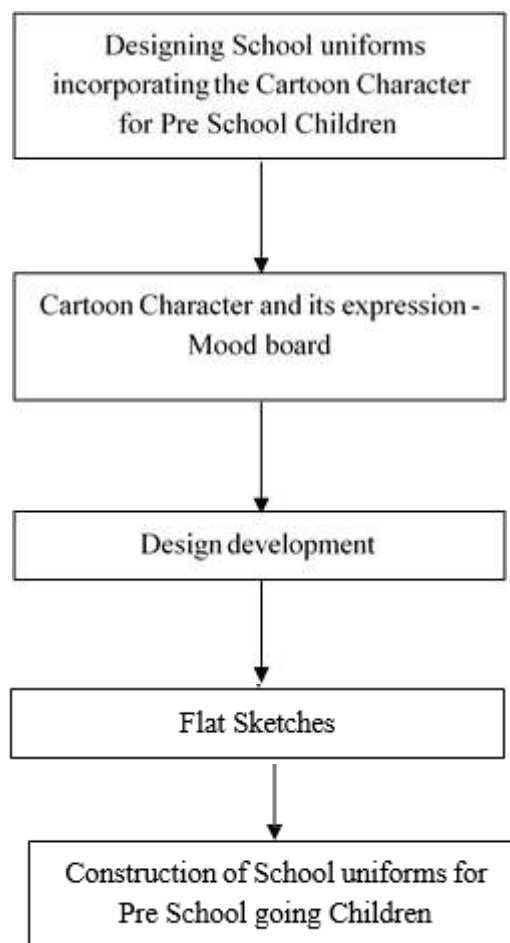 Designing School uniforms
incorporating the Cartoon Character
for Pre School Children
Cartoon Character and its expression -
Mood board
Design development
Flat Sketches
Construction of School uniforms for
Pre School going Children